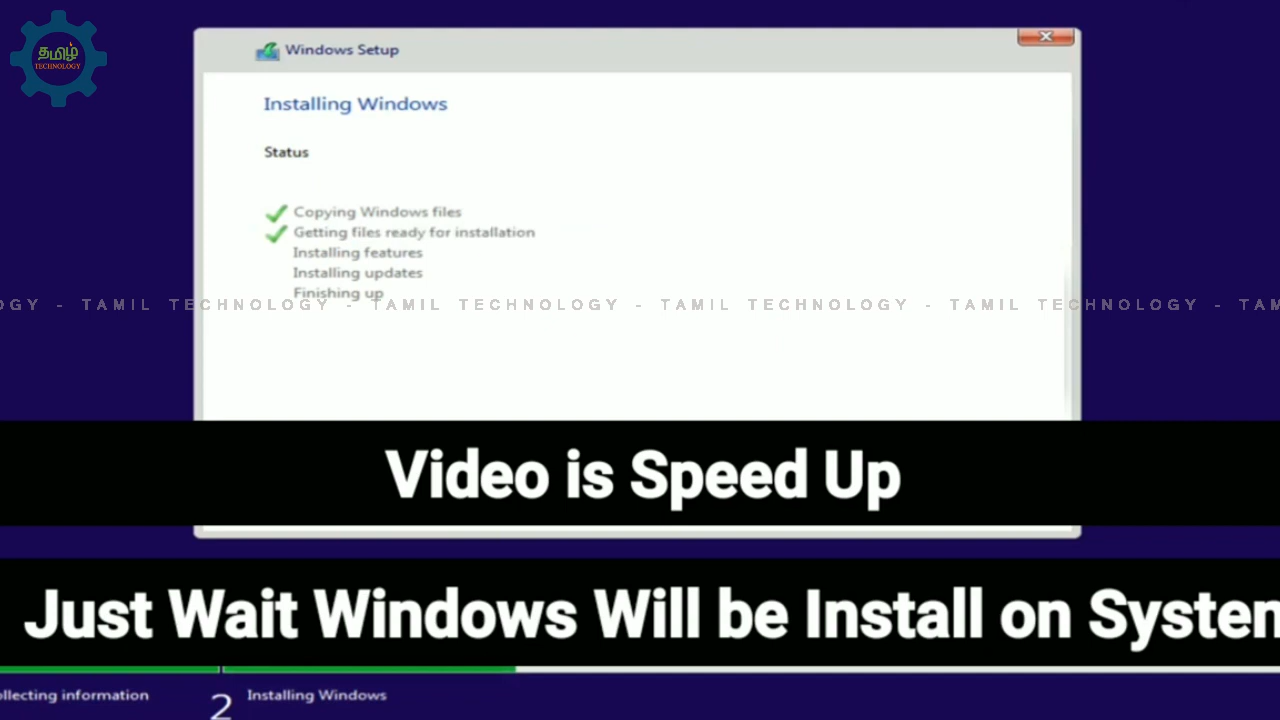 தமிழ்
TECHNOLOGY
Windows Setup
Installing Windows
Status
Copying Windows files
Getting files ready for installation
Installing features
Installing updates
Finishing up
OGY - TAMIL TECHNOLOGY - TAMIL TECHNOLOGY - TAMIL TECHNOLOGY - TAMIL TECHNOLOGY - TAM
Video is Speed Up
Just Wait Windows Will be Install on System
ollecting information
2 Installing Windows